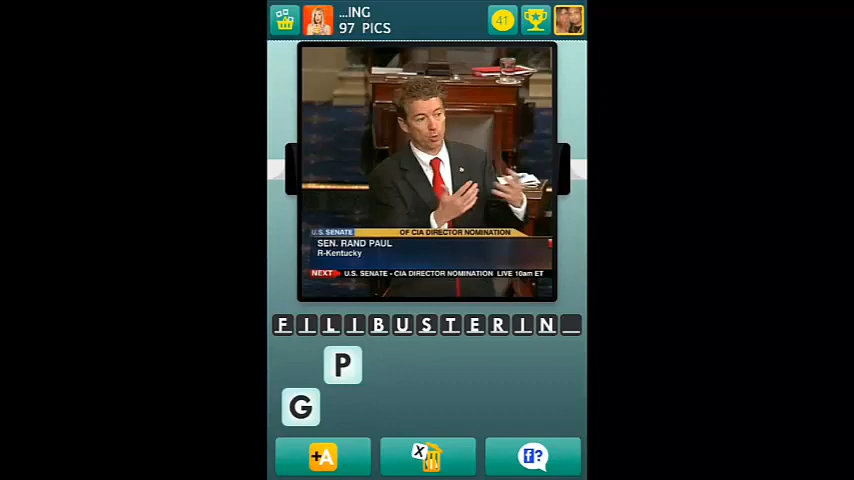 ...ING
97 PICS
41
U.S. SENATE OF CIA DIRECTOR NOMINATION
SEN. RAND PAUL
R-Kentucky
NEXT U.S. SENATE - CIA DIRECTOR NOMINATION LIVE 10am ET
FILIBUSTERIN_
P
G
+A X f?